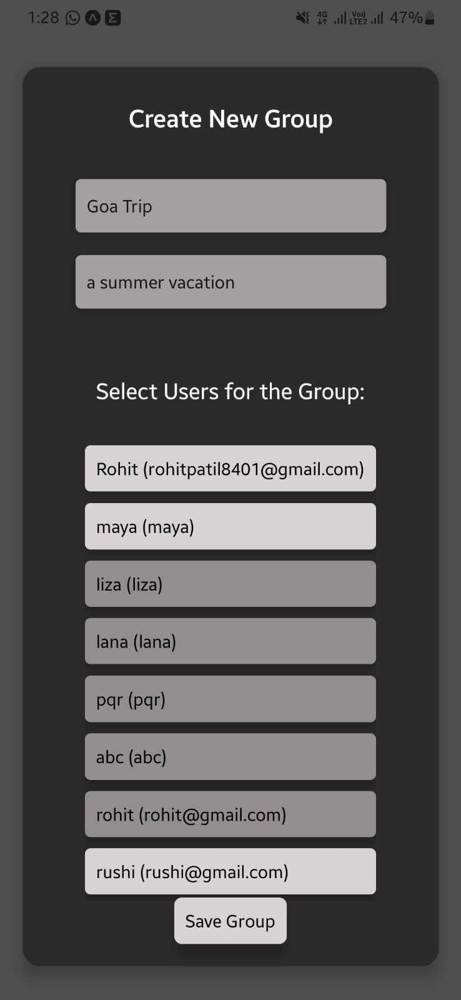 1:28 4G Vo)) LTE2 47%
Create New Group
Goa Trip
a summer vacation
Select Users for the Group:
Rohit (rohitpatil8401@gmail.com)
maya (maya)
liza (liza)
lana (lana)
pqr (pqr)
abc (abc)
rohit (rohit@gmail.com)
rushi (rushi@gmail.com)
Save Group